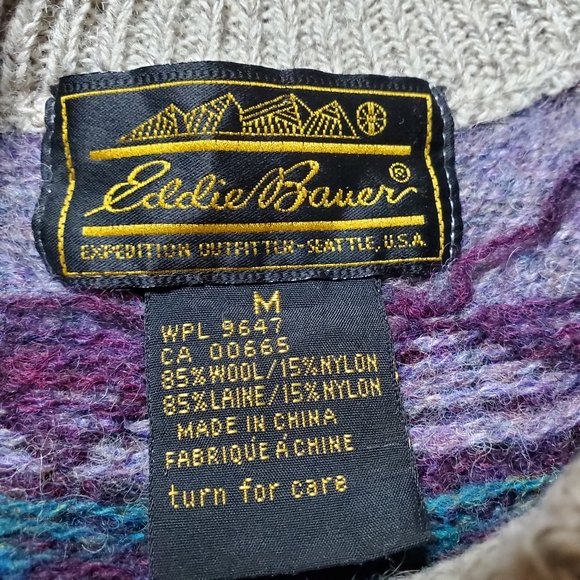 Eddie Bauer®
EXPEDITION OUTFITTER-SEATTLE, U.S.A.
M
WPL 9647
CA 00665
85% WOOL/15% NYLON
85% LAINE/15% NYLON
MADE IN CHINA
FABRIQUÉ À CHINE
turn for care